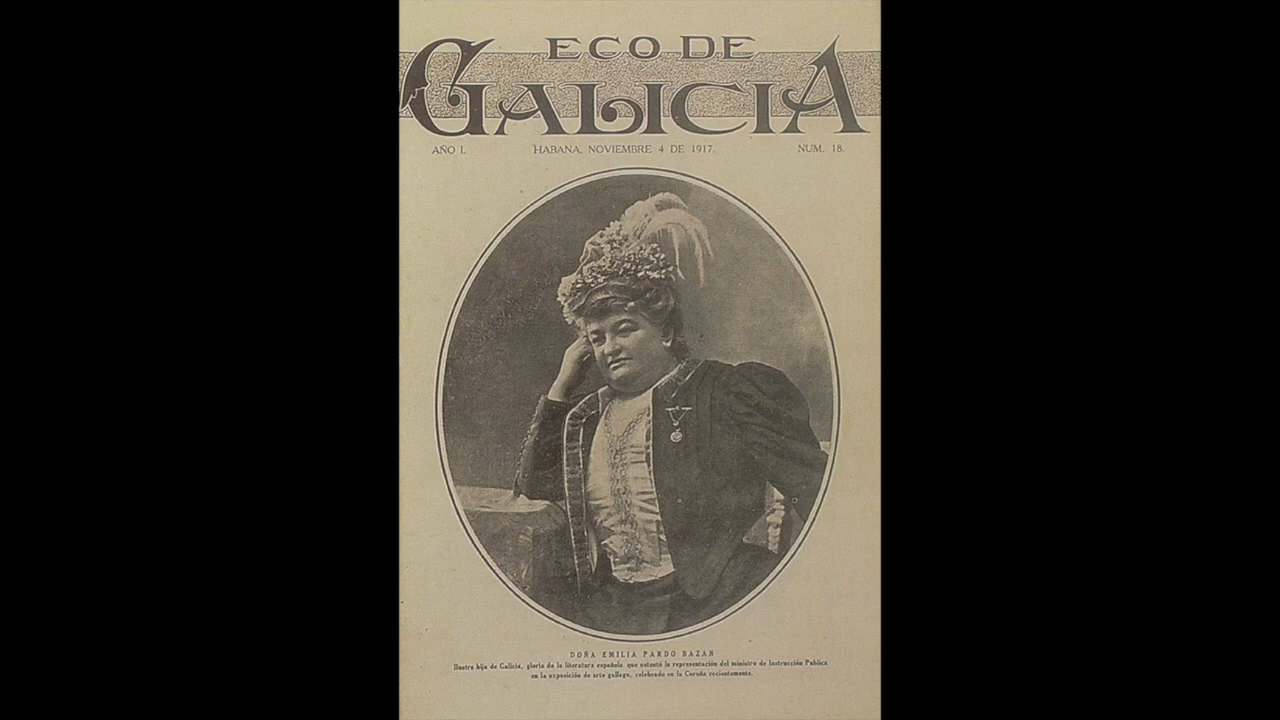 ECO DE
GALICIA
AÑO I. HABANA, NOVIEMBRE 4 DE 1917. NUM. 18.
DOÑA EMILIA PARDO BAZAN
Ilustre hija de Galicia, gloria de la literatura española que ostentó la representación del ministro de Instrucción Publica
en la exposición de arte gallego, celebrado en la Coruña recientemente.